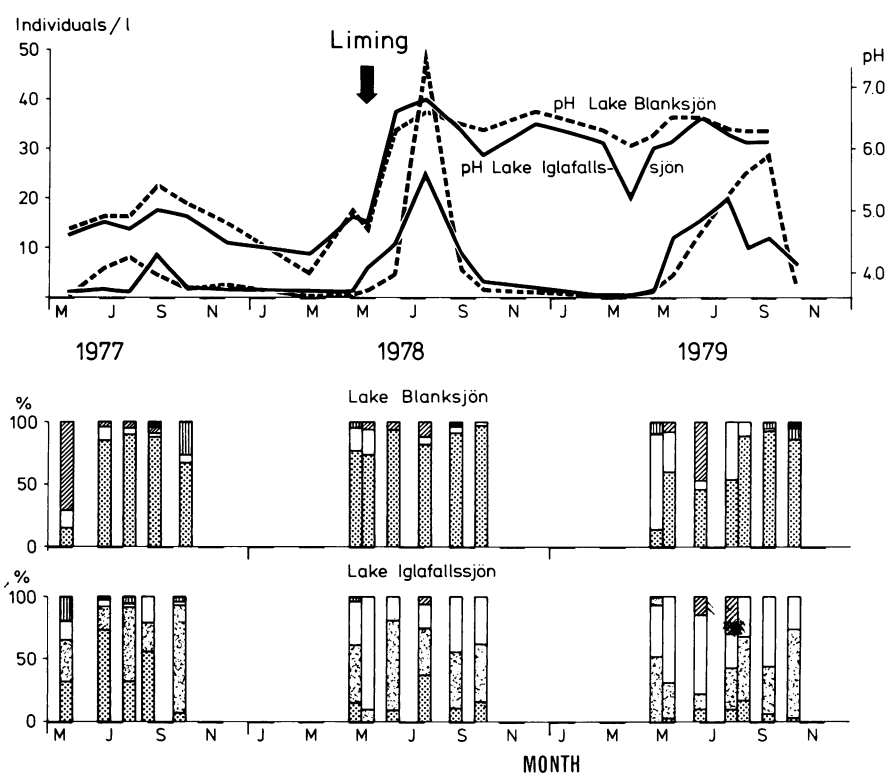 Individuals / l
Liming
pH
50
40
30
20
10
7.0
6.0
5.0
4.0
pH Lake Blanksjön
pH Lake Iglafalls-sjön
M J S N J M M J S N J M M J S N
1977 1978 1979
Lake Blanksjön
%
100
50
0
Lake Iglafallssjön
%
100
50
0
M J S N J M M J S N J M M J S N
MONTH